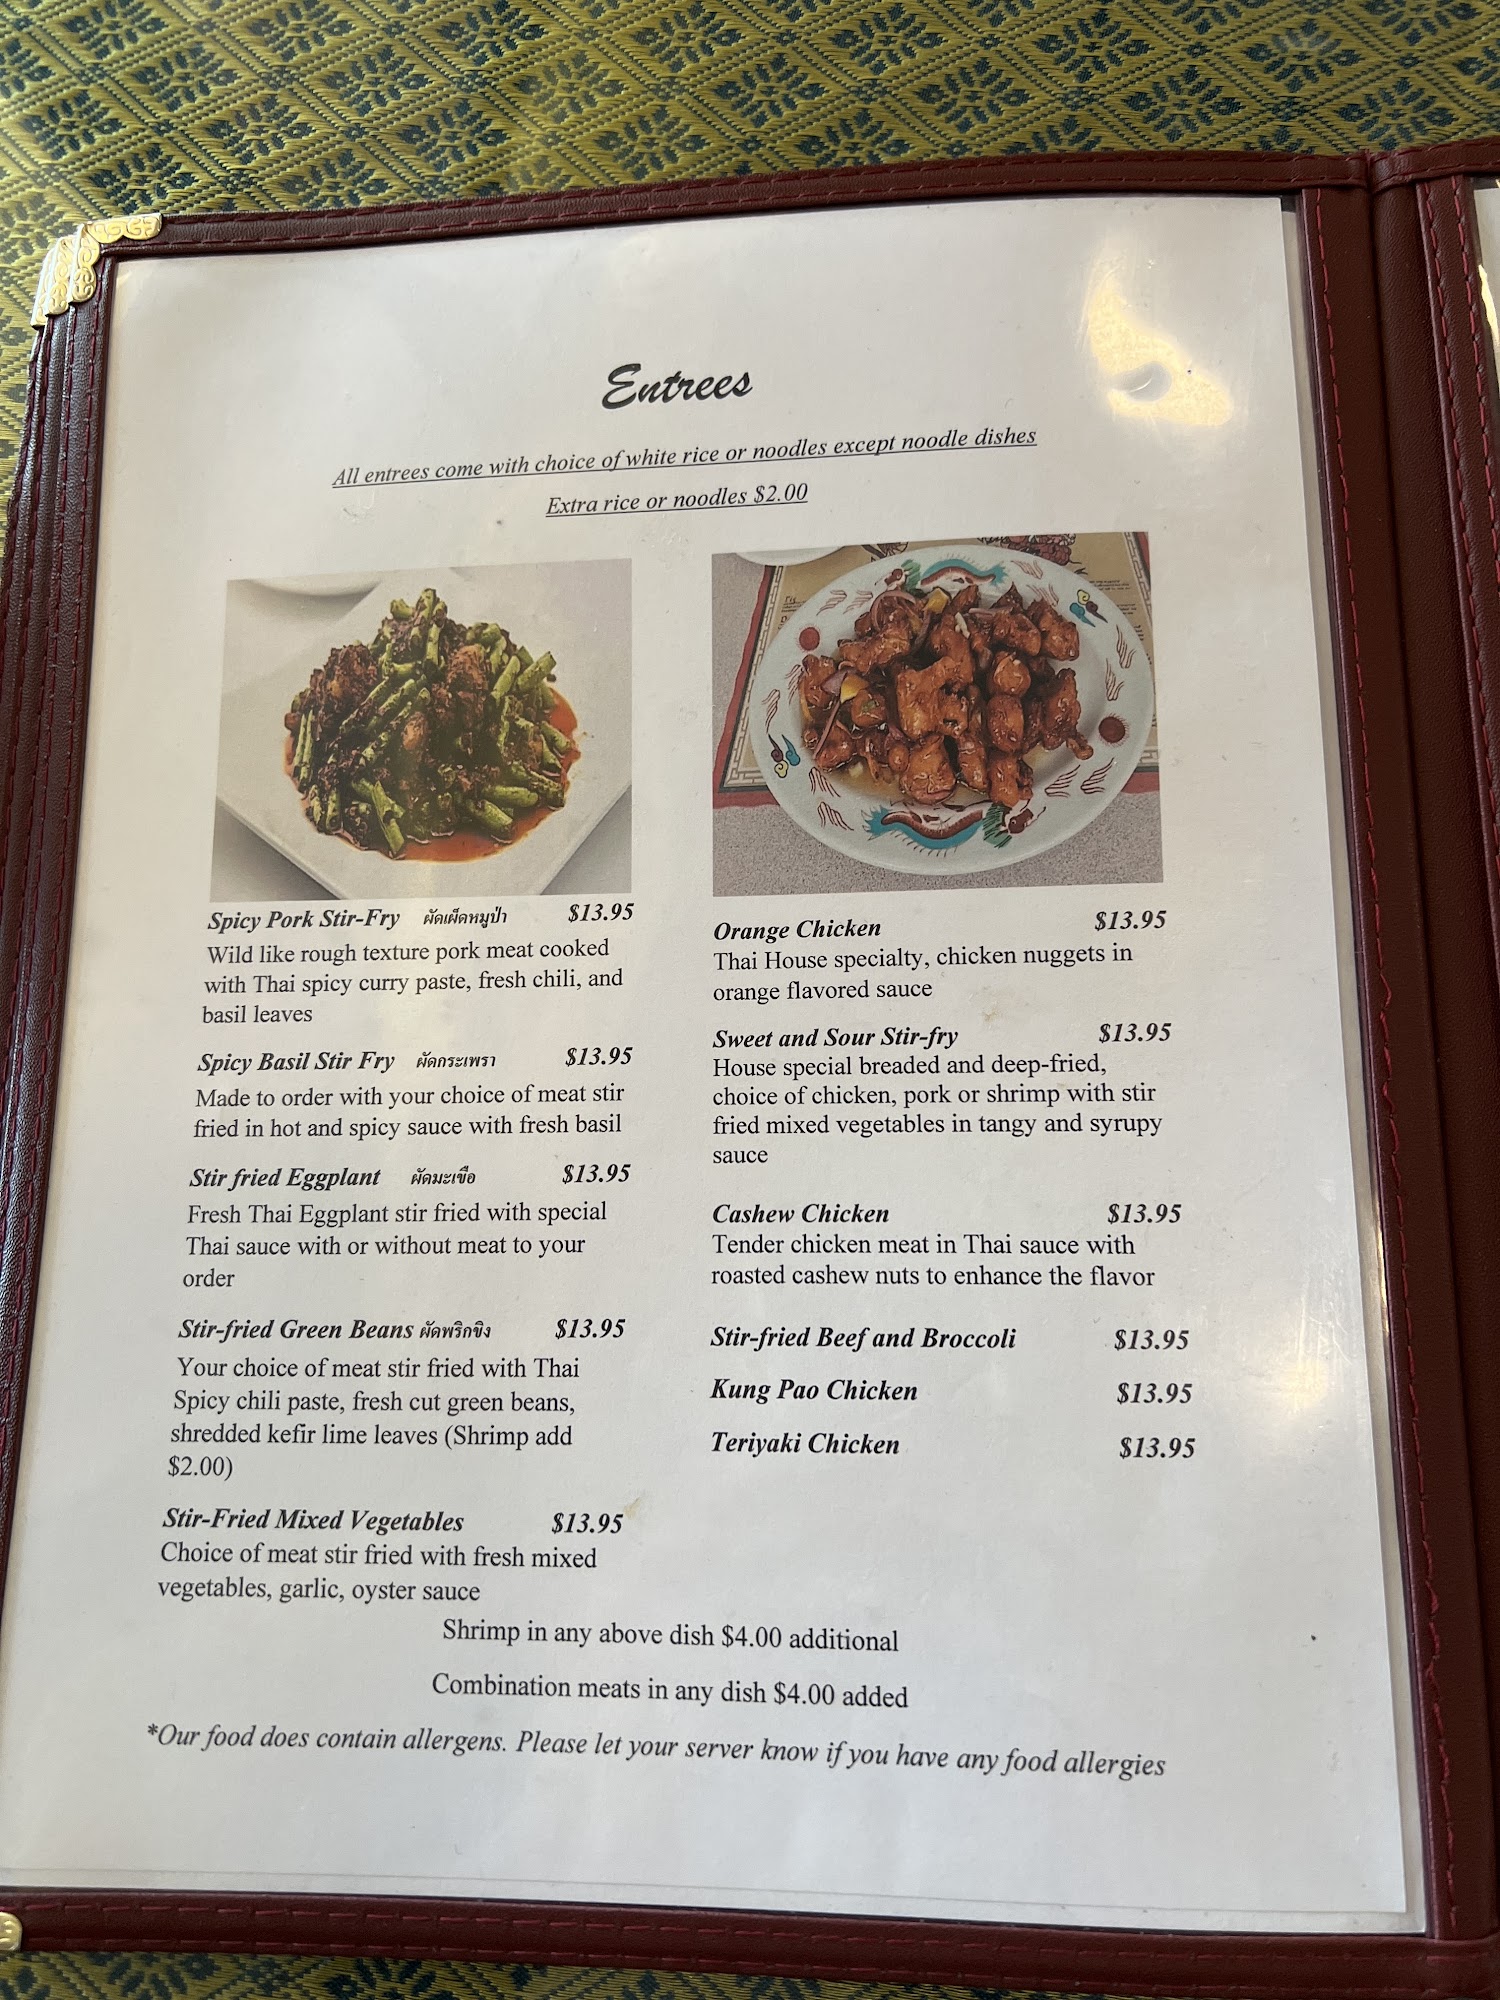 Entrees
All entrees come with choice of white rice or noodles except noodle dishes
Extra rice or noodles $2.00
Spicy Pork Stir-Fry ผัดเผ็ดหมูป่า $13.95
Wild like rough texture pork meat cooked
with Thai spicy curry paste, fresh chili, and
basil leaves
Spicy Basil Stir Fry ผัดกระเพรา $13.95
Made to order with your choice of meat stir
fried in hot and spicy sauce with fresh basil
Stir fried Eggplant ผัดมะเขือ $13.95
Fresh Thai Eggplant stir fried with special
Thai sauce with or without meat to your
order
Stir-fried Green Beans ผัดพริกขิง $13.95
Your choice of meat stir fried with Thai
Spicy chili paste, fresh cut green beans,
shredded kefir lime leaves (Shrimp add
$2.00)
Stir-Fried Mixed Vegetables $13.95
Choice of meat stir fried with fresh mixed
vegetables, garlic, oyster sauce
Orange Chicken $13.95
Thai House specialty, chicken nuggets in
orange flavored sauce
Sweet and Sour Stir-fry $13.95
House special breaded and deep-fried,
choice of chicken, pork or shrimp with stir
fried mixed vegetables in tangy and syrupy
sauce
Cashew Chicken $13.95
Tender chicken meat in Thai sauce with
roasted cashew nuts to enhance the flavor
Stir-fried Beef and Broccoli $13.95
Kung Pao Chicken $13.95
Teriyaki Chicken $13.95
Shrimp in any above dish $4.00 additional
Combination meats in any dish $4.00 added
*Our food does contain allergens. Please let your server know if you have any food allergies